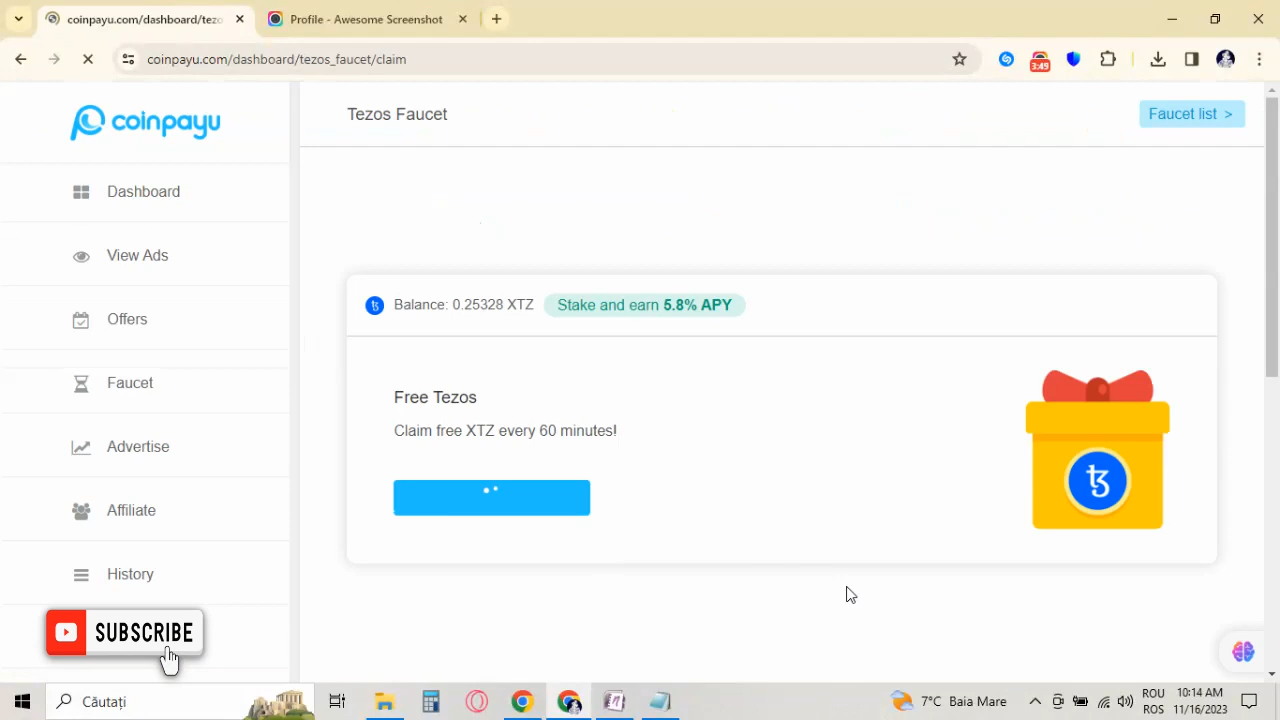 coinpayu.com/dashboard/tezo
Profile - Awesome Screenshot
coinpayu.com/dashboard/tezos_faucet/claim
3:49
coinpayu
Tezos Faucet
Faucet list >
Dashboard
View Ads
Offers
Faucet
Advertise
Affiliate
History
Balance: 0.25328 XTZ
Stake and earn 5.8% APY
Free Tezos
Claim free XTZ every 60 minutes!
SUBSCRIBE
Căutați
7°C Baia Mare
ROU
ROS
10:14 AM
11/16/2023